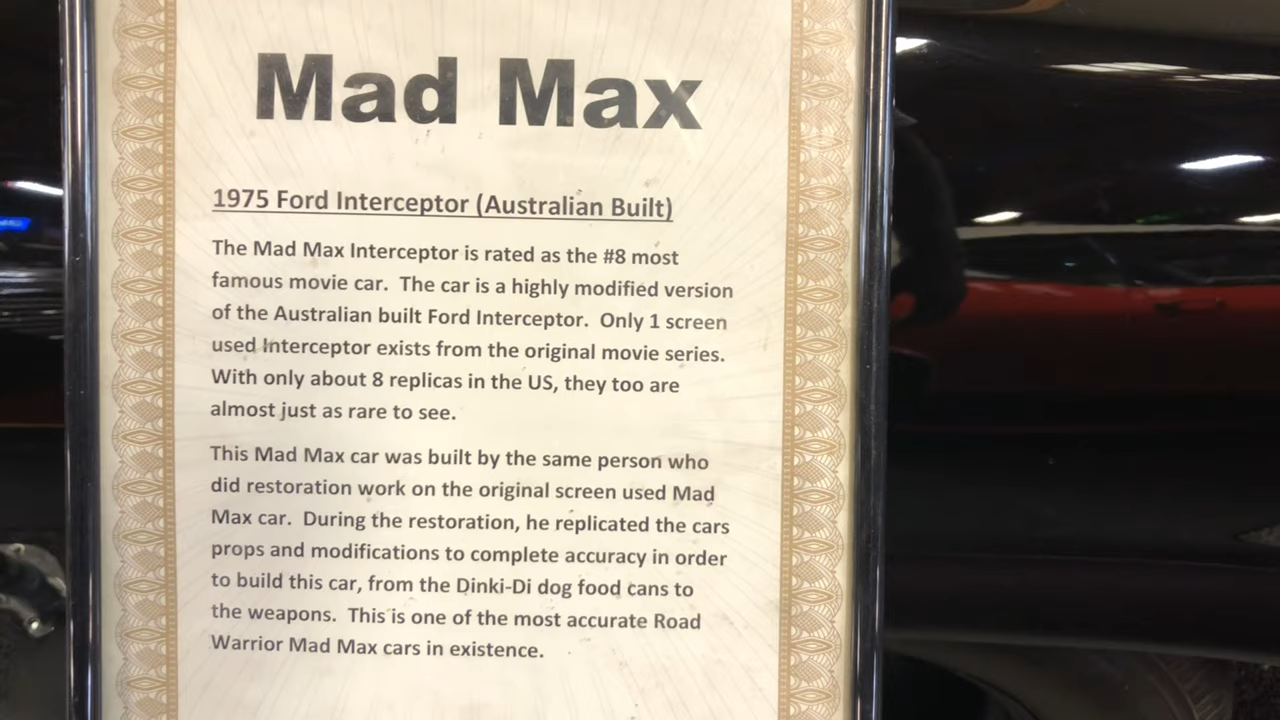 Mad Max
1975 Ford Interceptor (Australian Built)
The Mad Max Interceptor is rated as the #8 most
famous movie car. The car is a highly modified version
of the Australian built Ford Interceptor. Only 1 screen
used Interceptor exists from the original movie series.
With only about 8 replicas in the US, they too are
almost just as rare to see.
This Mad Max car was built by the same person who
did restoration work on the original screen used Mad
Max car. During the restoration, he replicated the cars
props and modifications to complete accuracy in order
to build this car, from the Dinki-Di dog food cans to
the weapons. This is one of the most accurate Road
Warrior Mad Max cars in existence.